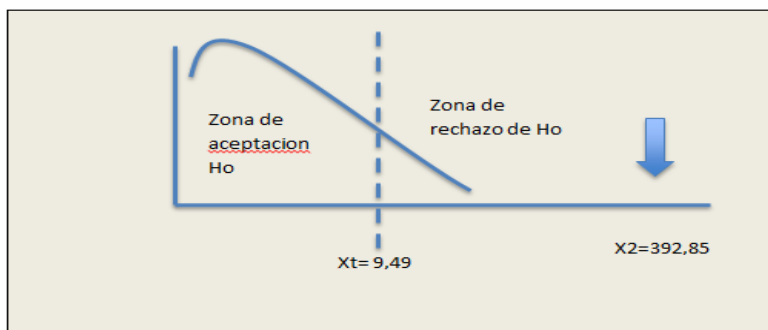 Zona de
aceptacion
Ho
Zona de
rechazo de Ho
Xt= 9,49
X2=392,85